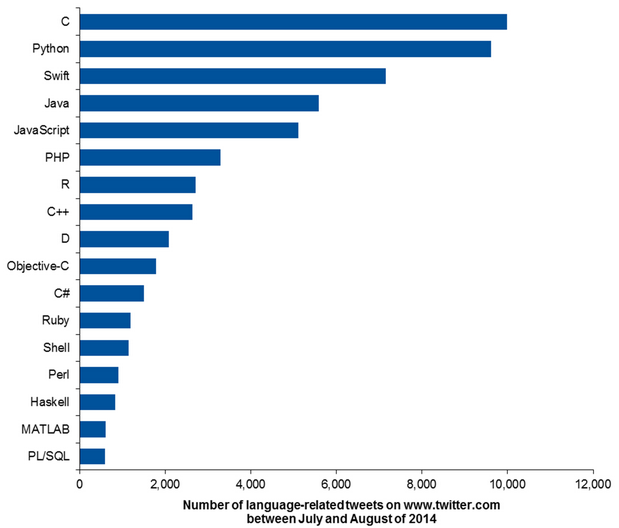 C
Python
Swift
Java
JavaScript
PHP
R
C++
D
Objective-C
C#
Ruby
Shell
Perl
Haskell
MATLAB
PL/SQL
0 2,000 4,000 6,000 8,000 10,000 12,000
Number of language-related tweets on www.twitter.com
between July and August of 2014